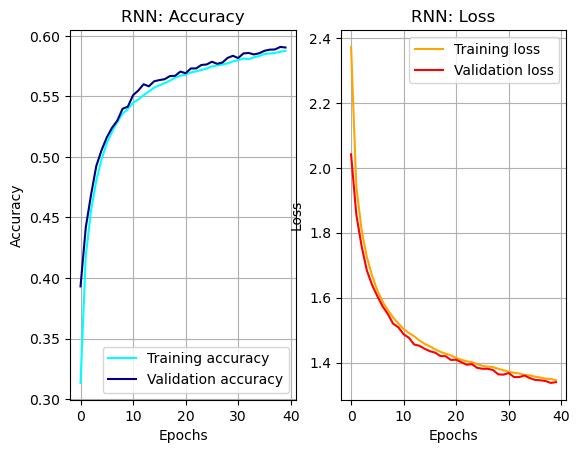 RNN: Accuracy
0.60
0.55
0.50
0.45
0.40
0.35
0.30
Accuracy
0 10 20 30 40
Epochs
Training accuracy
Validation accuracy
RNN: Loss
2.4
2.2
2.0
1.8
1.6
1.4
Loss
0 10 20 30 40
Epochs
Training loss
Validation loss